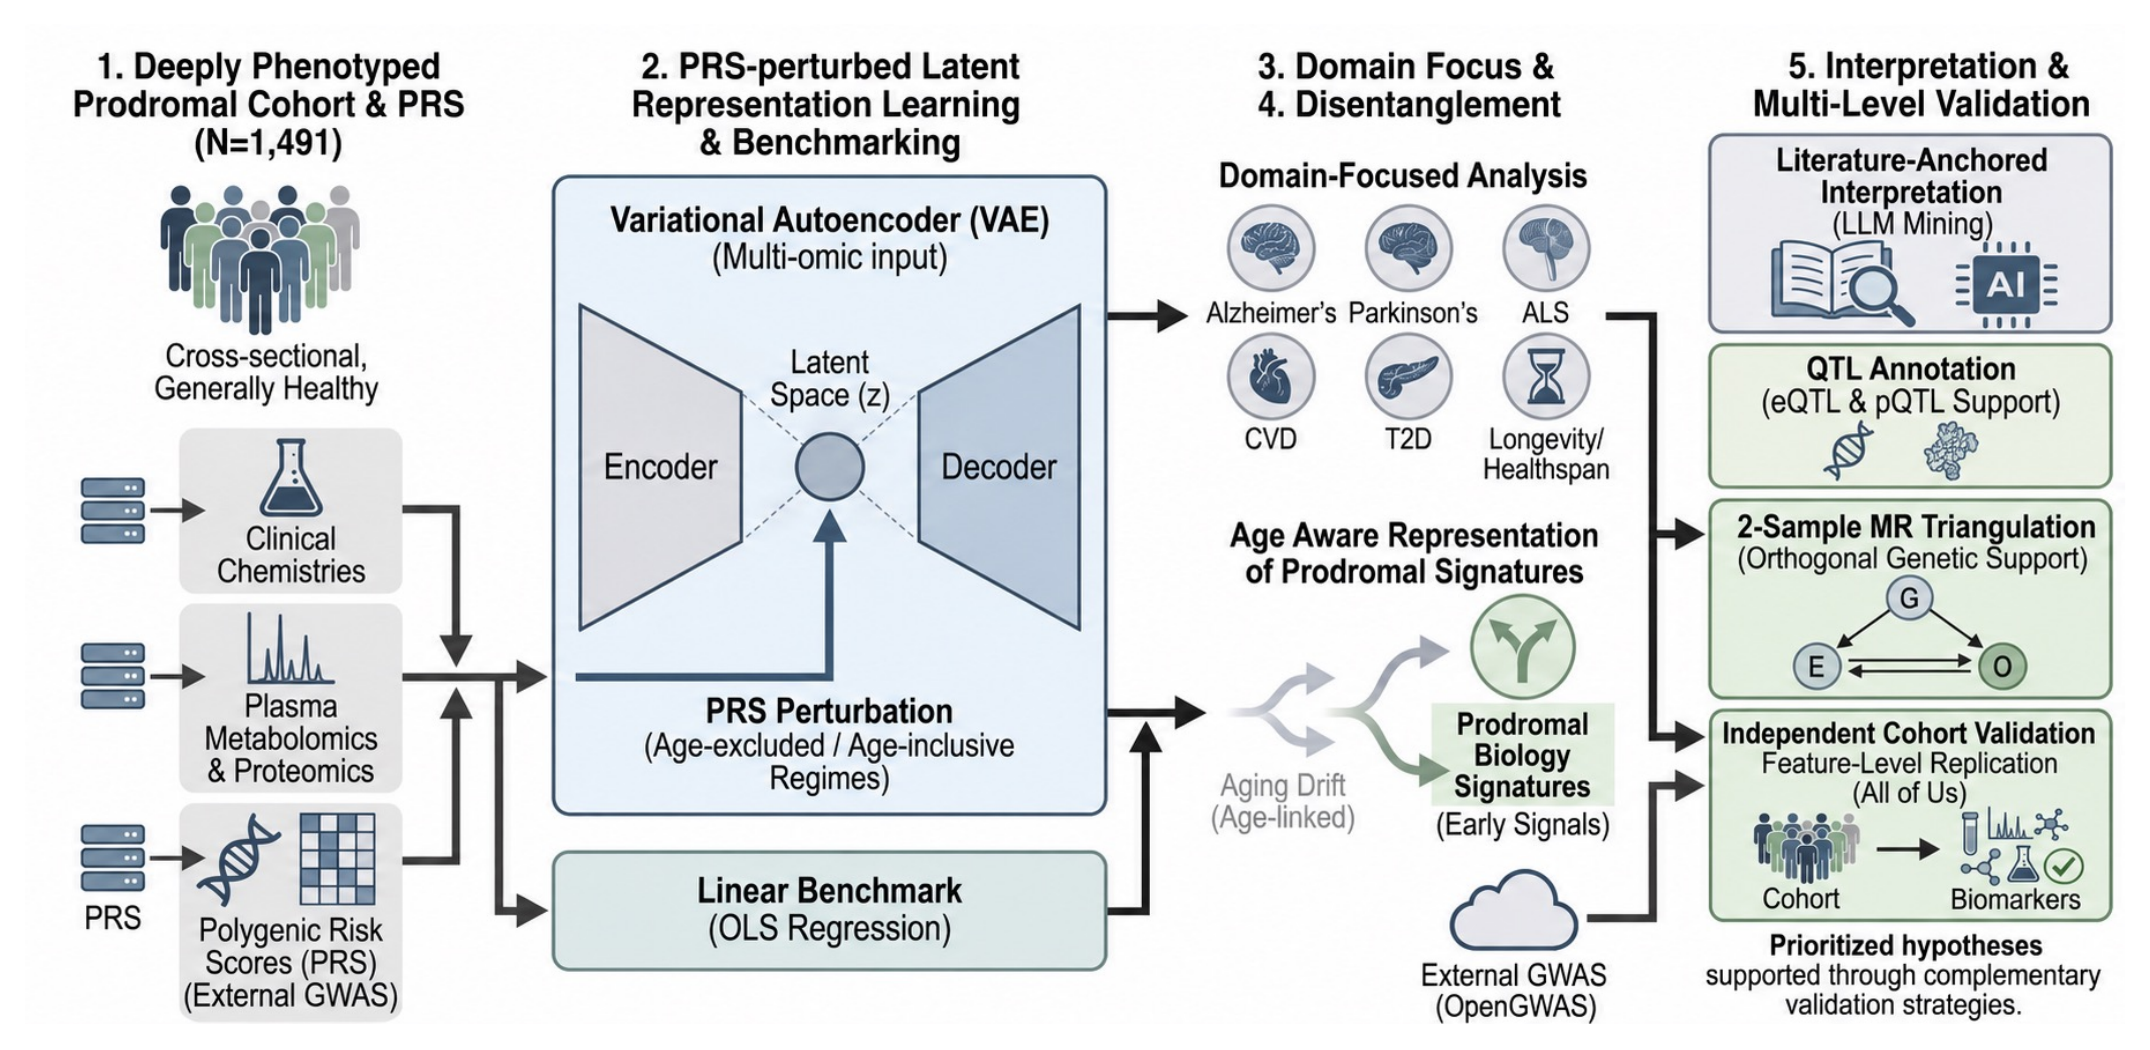 1. Deeply Phenotyped
Prodromal Cohort & PRS
(N=1,491)
Cross-sectional,
Generally Healthy
Clinical
Chemistries
Plasma
Metabolomics
& Proteomics
PRS
Polygenic Risk
Scores (PRS)
(External GWAS)
2. PRS-perturbed Latent
Representation Learning
& Benchmarking
Variational Autoencoder (VAE)
(Multi-omic input)
Latent
Space (z)
Encoder
Decoder
PRS Perturbation
(Age-excluded / Age-inclusive
Regimes)
Linear Benchmark
(OLS Regression)
3. Domain Focus &
4. Disentanglement
Domain-Focused Analysis
Alzheimer's
Parkinson's
ALS
CVD
T2D
Longevity/
Healthspan
Age Aware Representation
of Prodromal Signatures
Aging Drift
(Age-linked)
Prodromal
Biology
Signatures
(Early Signals)
External GWAS
(OpenGWAS)
5. Interpretation &
Multi-Level Validation
Literature-Anchored
Interpretation
(LLM Mining)
AI
QTL Annotation
(eQTL & pQTL Support)
2-Sample MR Triangulation
(Orthogonal Genetic Support)
G
E
O
Independent Cohort Validation
Feature-Level Replication
(All of Us)
Cohort
Biomarkers
Prioritized hypotheses
supported through complementary
validation strategies.